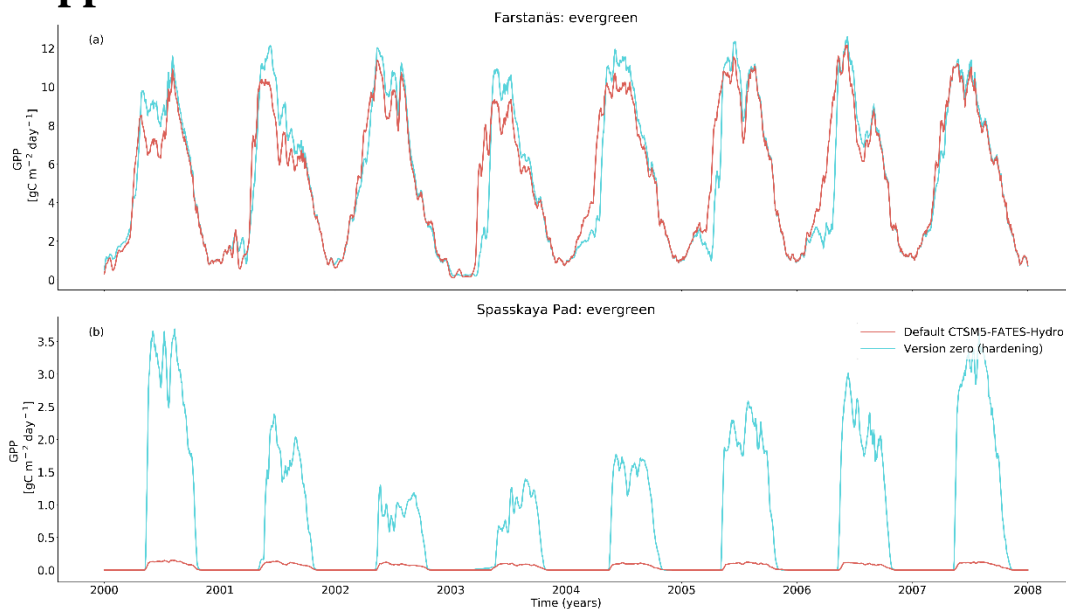 Farstanäs: evergreen
(a)
12
10
8
6
4
2
0
GPP
[gC m⁻² day⁻¹]
Spasskaya Pad: evergreen
(b)
Default CTSM5-FATES-Hydro
Version zero (hardening)
3.5
3.0
2.5
2.0
1.5
1.0
0.5
0.0
GPP
[gC m⁻² day⁻¹]
2000 2001 2002 2003 2004 2005 2006 2007 2008
Time (years)